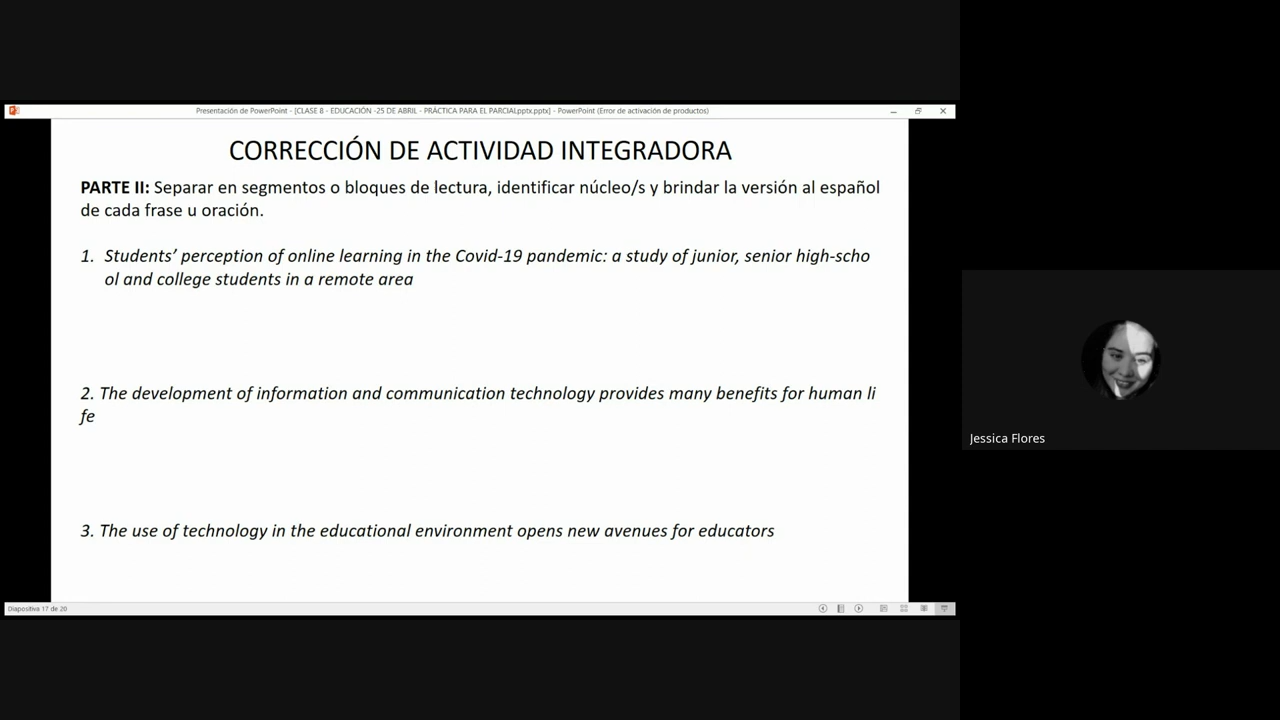 Presentación de PowerPoint - [CLASE 8 - EDUCACIÓN -25 DE ABRIL - PRÁCTICA PARA EL PARCIAL.pptx.pptx] - PowerPoint (Error de activación de productos)
CORRECCIÓN DE ACTIVIDAD INTEGRADORA
PARTE II: Separar en segmentos o bloques de lectura, identificar núcleo/s y brindar la versión al español
de cada frase u oración.
1. Students’ perception of online learning in the Covid-19 pandemic: a study of junior, senior high-scho
ol and college students in a remote area
2. The development of information and communication technology provides many benefits for human li
fe
3. The use of technology in the educational environment opens new avenues for educators
Diapositiva 17 de 20
Jessica Flores